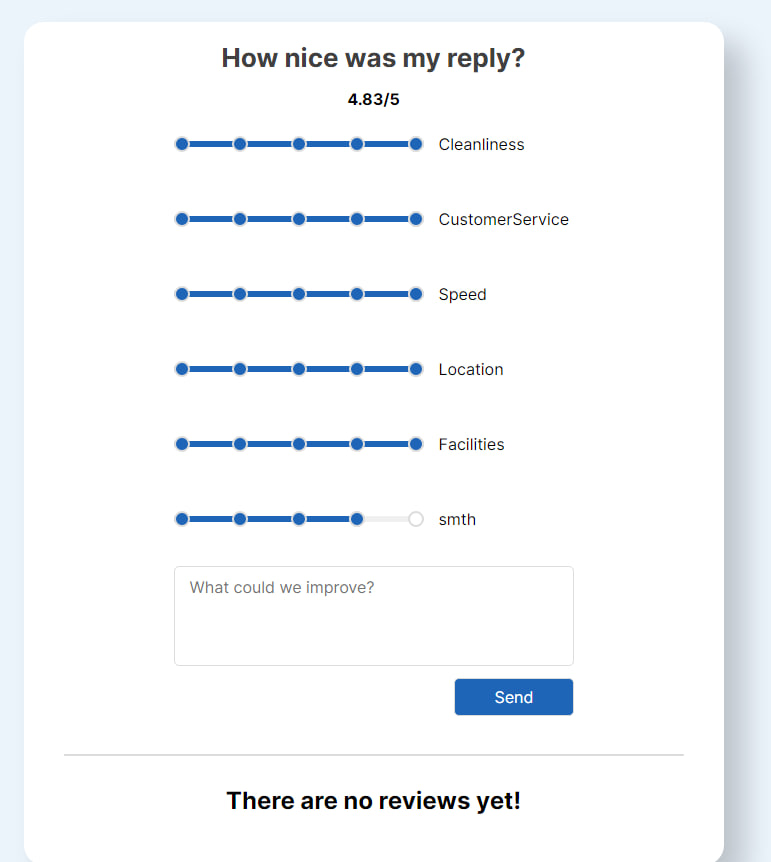 How nice was my reply?
4.83/5
Cleanliness
CustomerService
Speed
Location
Facilities
smth
What could we improve?
Send
There are no reviews yet!